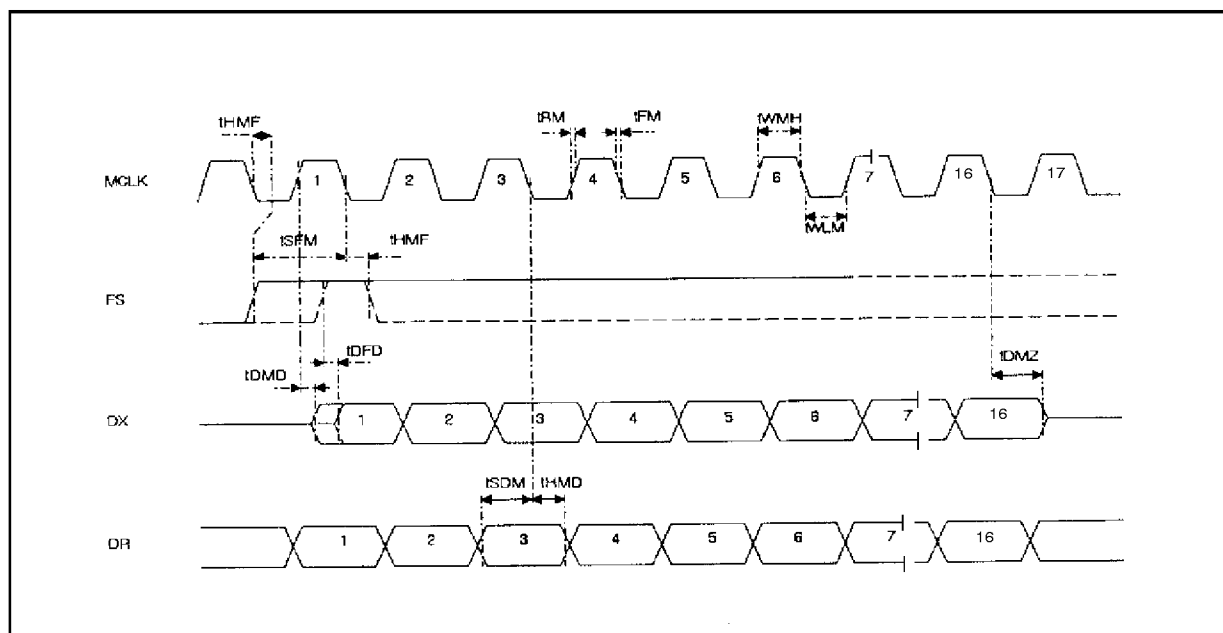 tHMF tRM tFM tWMH
MCLK 1 2 3 4 5 6 7 16 17
tWLM
tSFM tHMF
FS
tDFD
tDMD tDMZ
DX 1 2 3 4 5 6 7 16
tSDM tHMD
DR 1 2 3 4 5 6 7 16